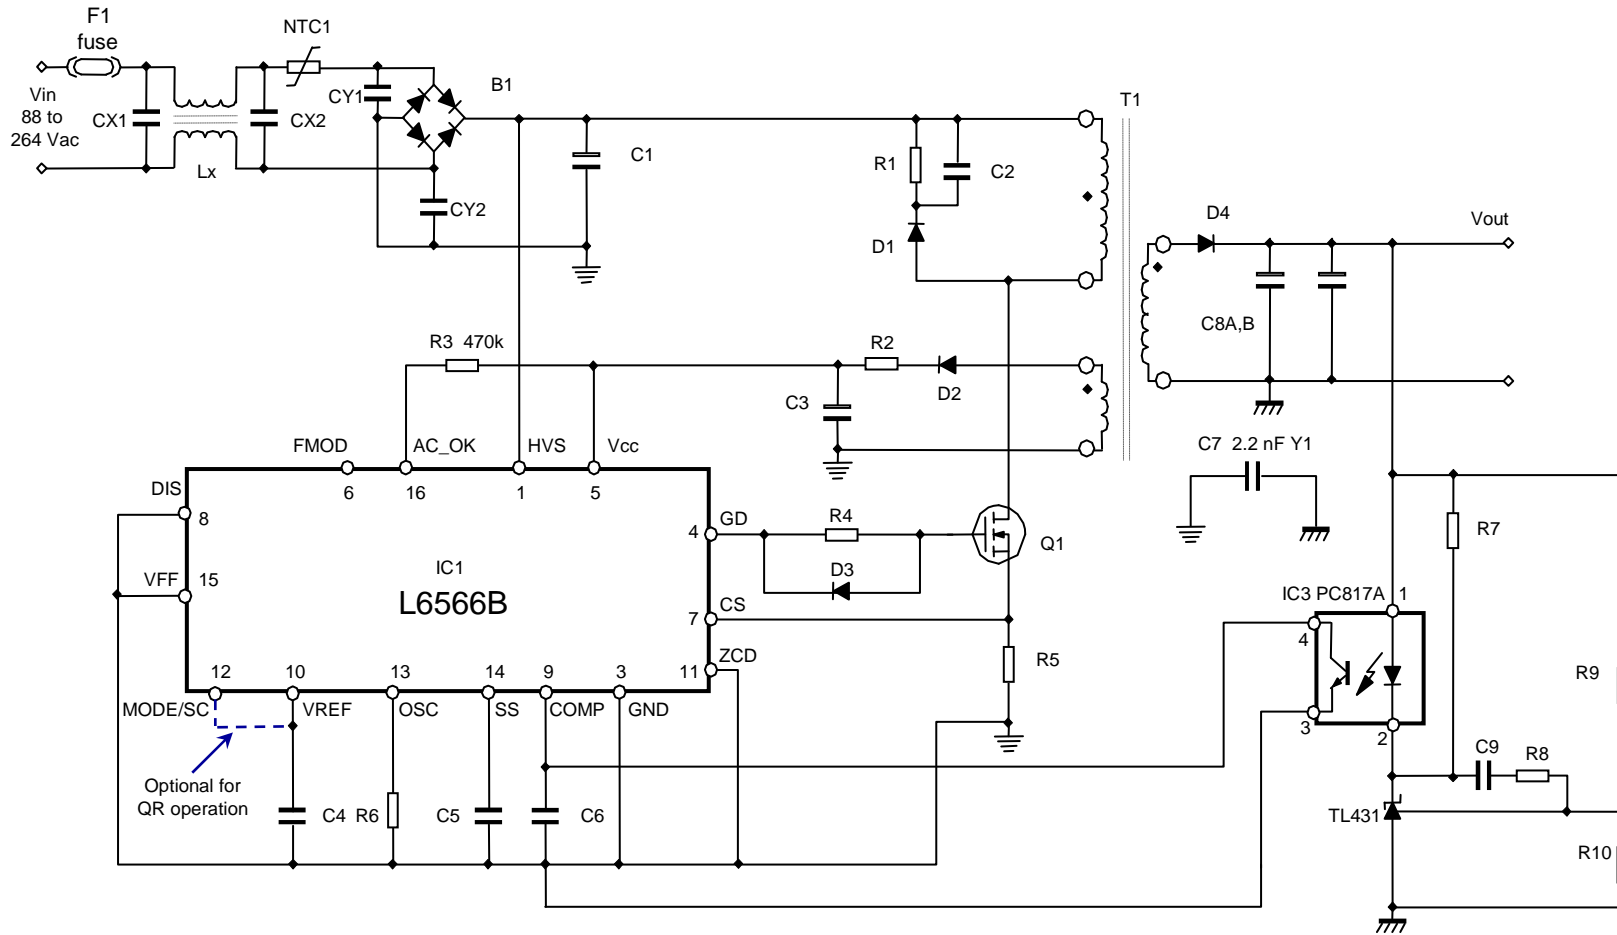 F1
fuse
NTC1
Vin
88 to
264 Vac
CX1
Lx
CX2
CY1
B1
CY2
C1
R1
C2
D1
T1
D4
Vout
C8A,B
R3 470k
R2
D2
C3
C7 2.2 nF Y1
FMOD
AC_OK
HVS
Vcc
6
16
1
5
DIS
8
VFF
15
IC1
L6566B
4
GD
R4
D3
Q1
7
CS
11
ZCD
R5
12
10
13
14
9
3
MODE/SC
VREF
OSC
SS
COMP
GND
Optional for
QR operation
C4
R6
C5
C6
IC3 PC817A
1
4
3
2
R7
R9
C9
R8
TL431
R10